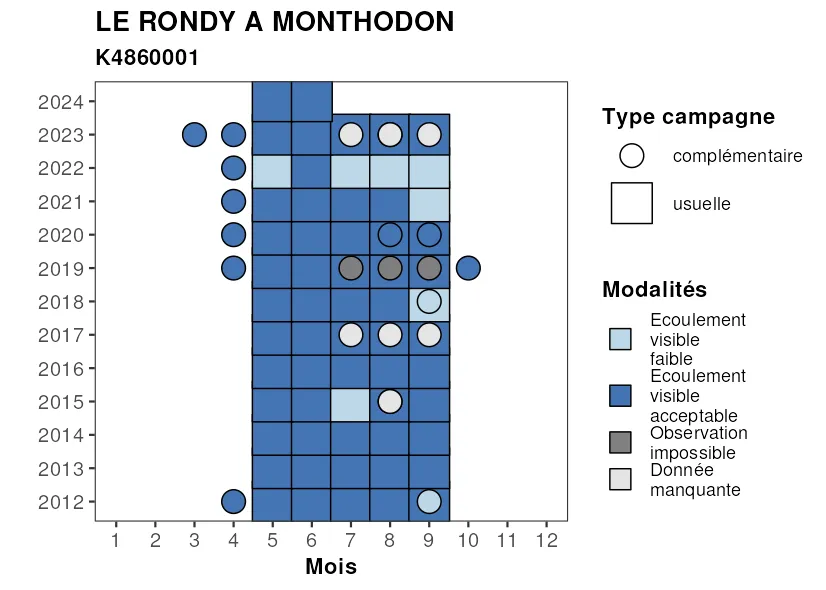 LE RONDY A MONTHODON
K4860001
2024
2023
2022
2021
2020
2019
2018
2017
2016
2015
2014
2013
2012
1 2 3 4 5 6 7 8 9 10 11 12
Mois
Type campagne
complémentaire
usuelle
Modalités
Ecoulement
visible
faible
Ecoulement
visible
acceptable
Observation
impossible
Donnée
manquante